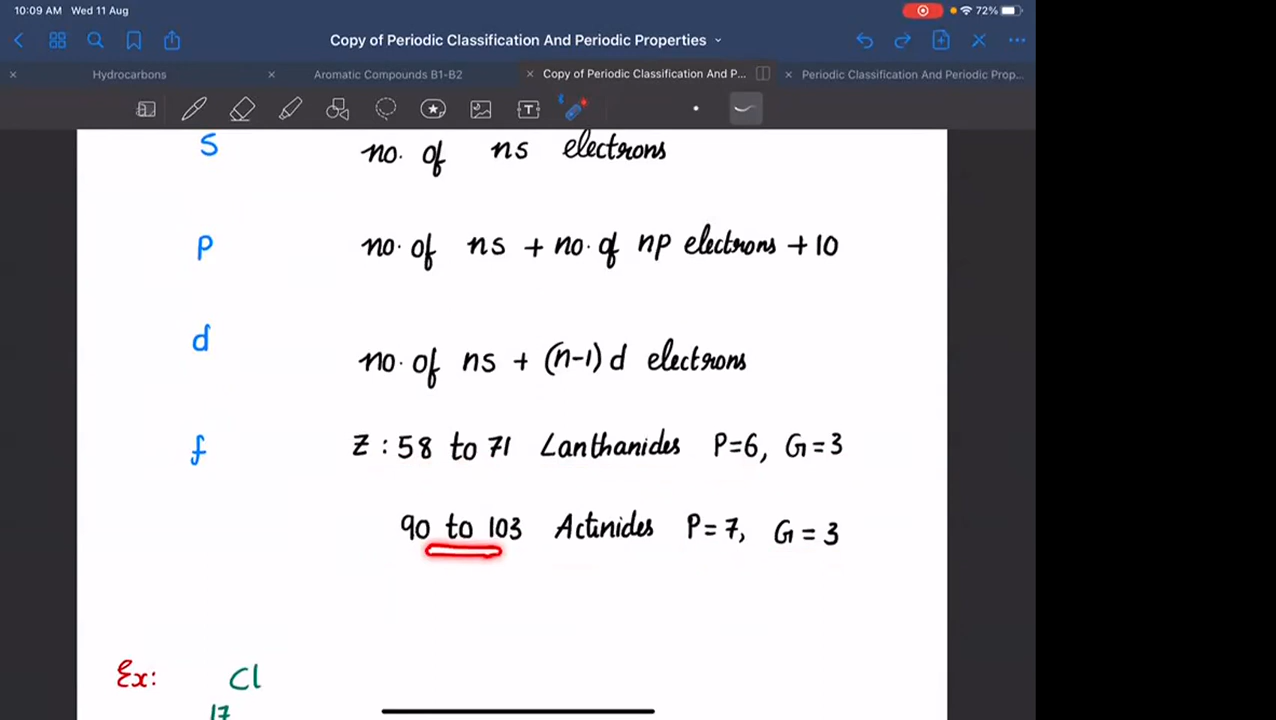 10:09 AM Wed 11 Aug 72%
Copy of Periodic Classification And Periodic Properties
Hydrocarbons Aromatic Compounds B1-B2 Copy of Periodic Classification And P... Periodic Classification And Periodic Prop...
S no. of ns electrons
p no. of ns + no. of np electrons + 10
d no. of ns + (n-1) d electrons
f Z : 58 to 71 Lanthanides P=6, G=3
90 to 103 Actinides P=7, G=3
Ex: Cl
17